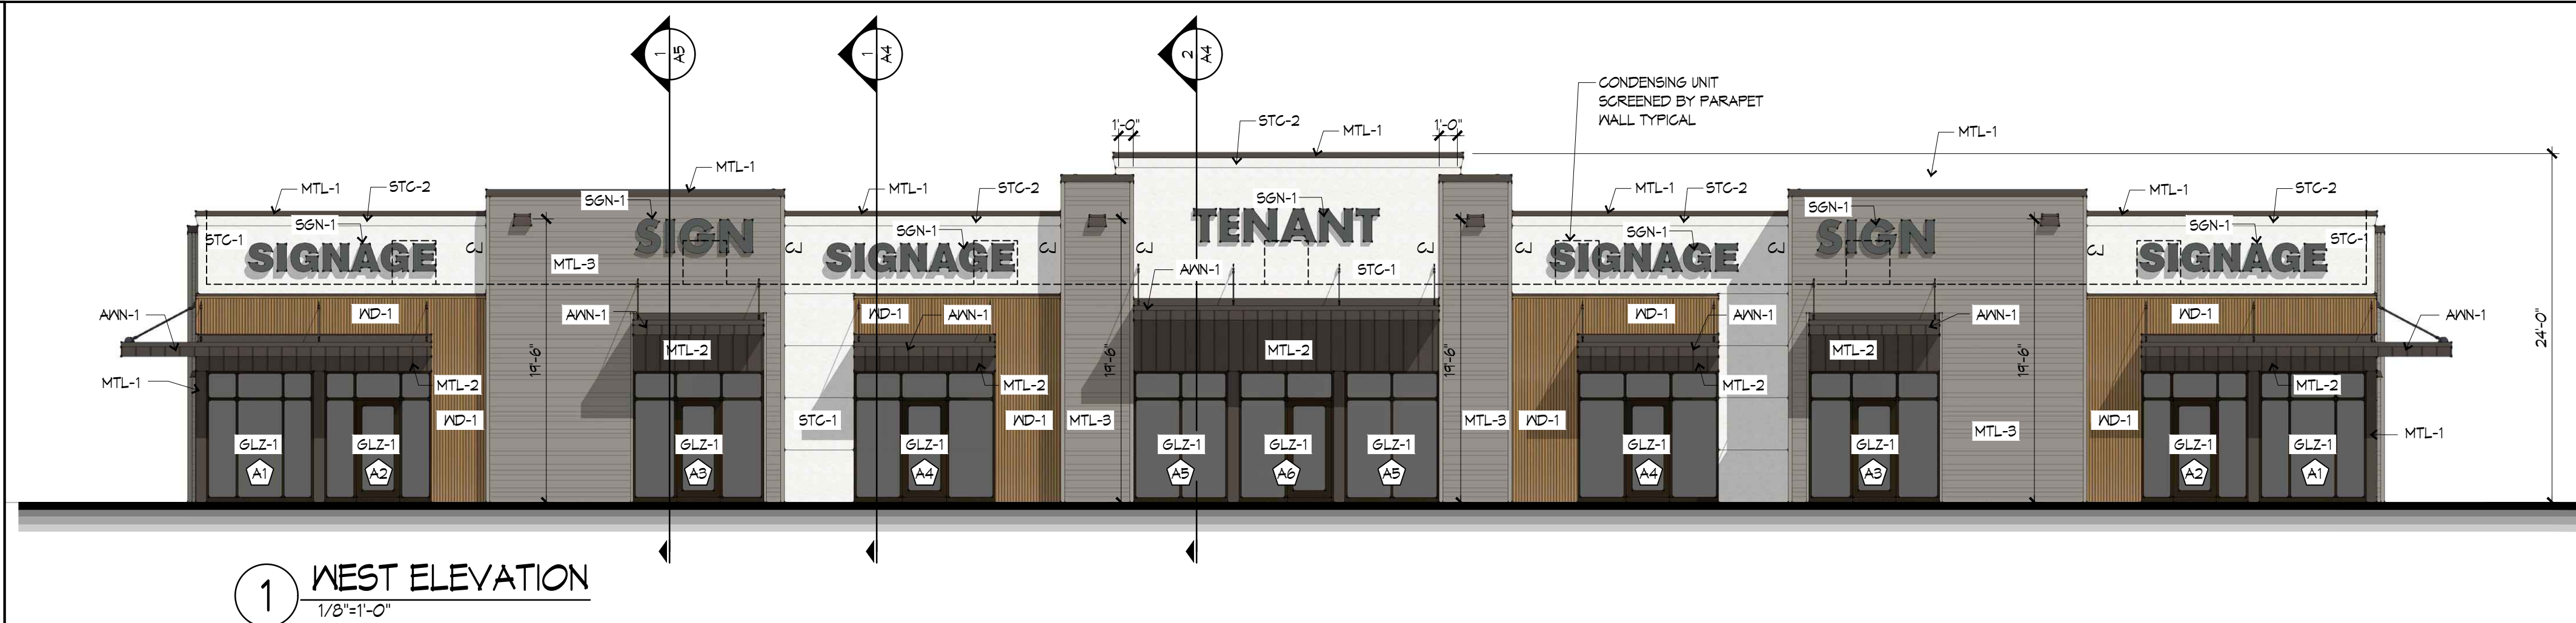 1
A5
1
A4
2
A4
CONDENSING UNIT
SCREENED BY PARAPET
WALL TYPICAL
1'-0"
STC-2
MTL-1
1'-0"
MTL-1
MTL-1
MTL-1
STC-2
MTL-1
STC-2
MTL-1
STC-2
MTL-1
STC-2
SGN-1
SGN-1
SGN-1
SGN-1
SGN-1
SGN-1
SGN-1
STC-1
SIGNAGE
CJ
SIGN
CJ
SIGNAGE
CJ
CJ
TENANT
CJ
CJ
SIGNAGE
CJ
SIGN
CJ
SIGNAGE
STC-1
MTL-3
AWN-1
STC-1
AWN-1
WD-1
AWN-1
WD-1
AWN-1
WD-1
AWN-1
AWN-1
WD-1
AWN-1
24'-0"
19'-6"
MTL-2
19'-6"
MTL-2
19'-6"
MTL-2
19'-6"
MTL-1
MTL-2
MTL-2
MTL-2
MTL-2
WD-1
STC-1
WD-1
MTL-3
MTL-3
WD-1
MTL-3
WD-1
MTL-1
GLZ-1
GLZ-1
GLZ-1
GLZ-1
GLZ-1
GLZ-1
GLZ-1
GLZ-1
GLZ-1
GLZ-1
GLZ-1
A1
A2
A3
A4
A5
A6
A5
A4
A3
A2
A1
1
WEST ELEVATION
1/8"=1'-0"